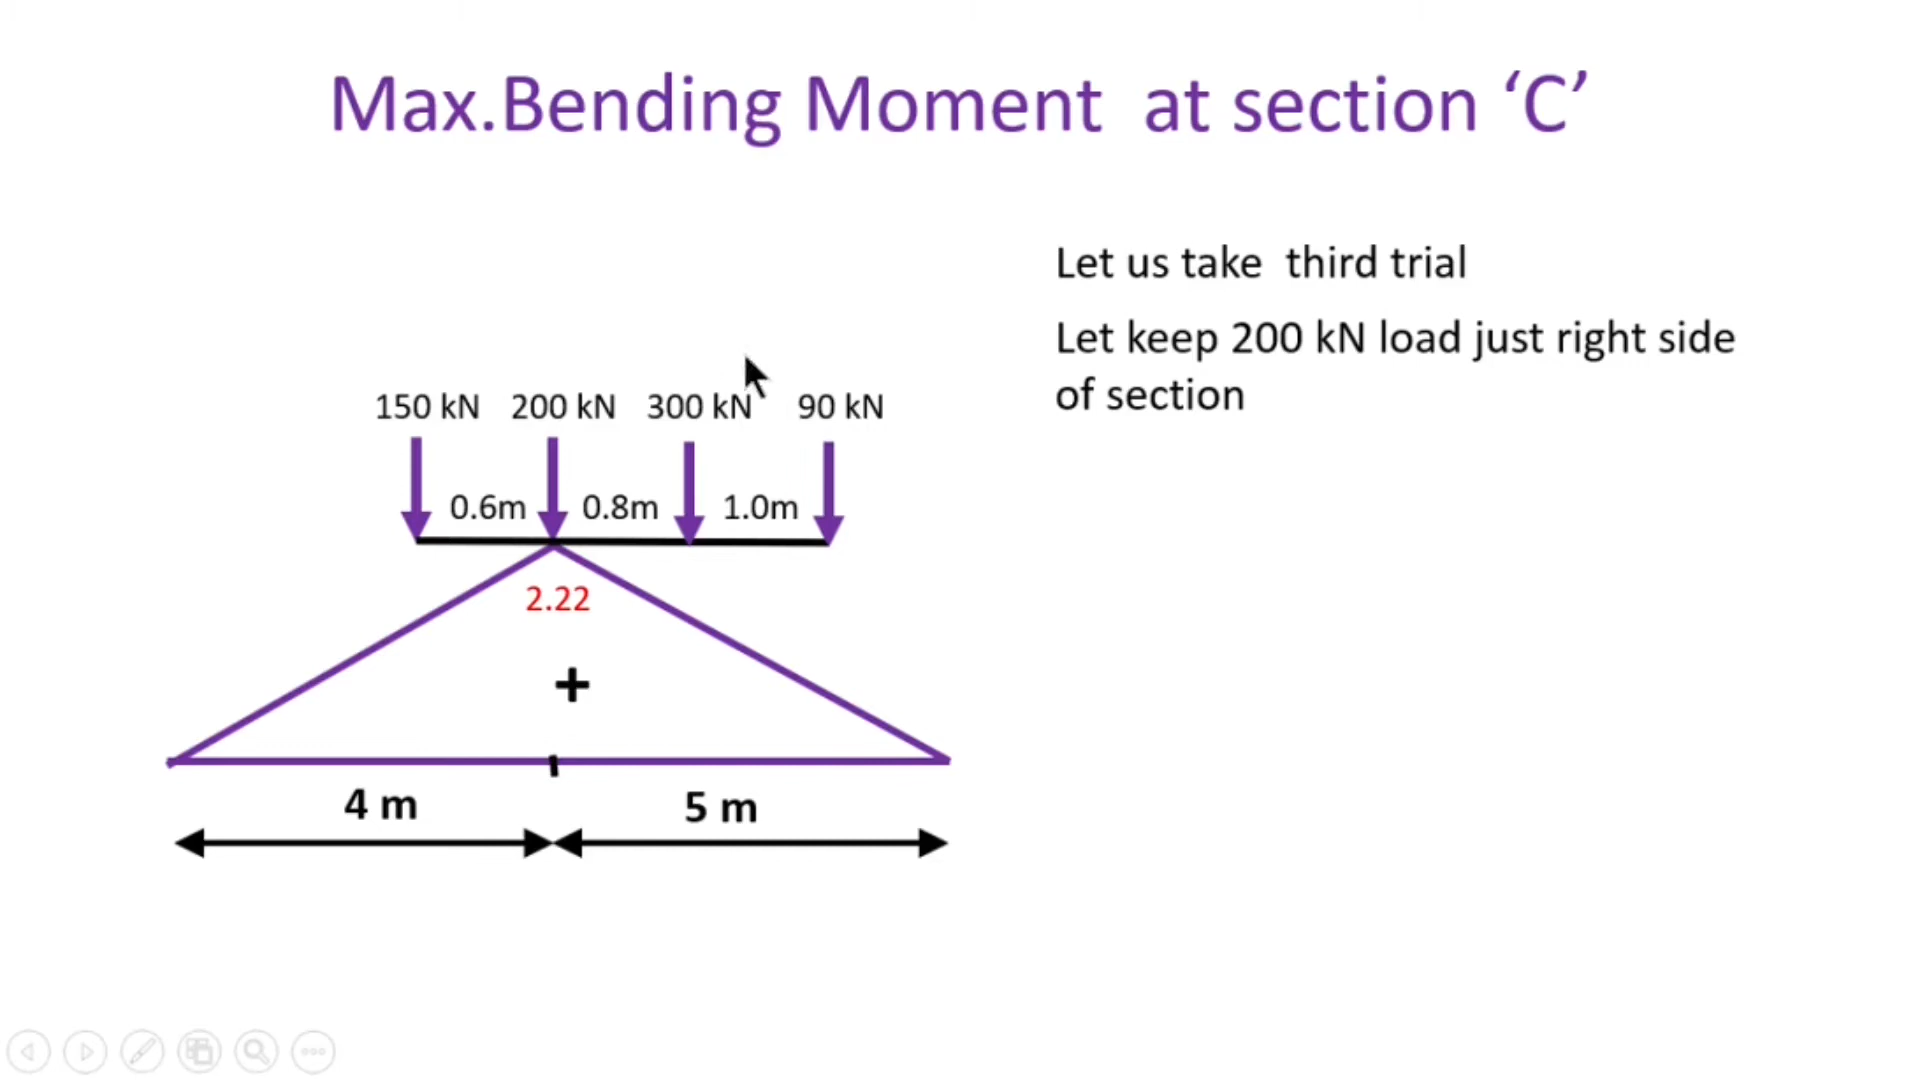 Max.Bending Moment at section ‘C’
Let us take third trial
Let keep 200 kN load just right side
of section
150 kN 200 kN 300 kN 90 kN
0.6m 0.8m 1.0m
2.22
+
4 m 5 m